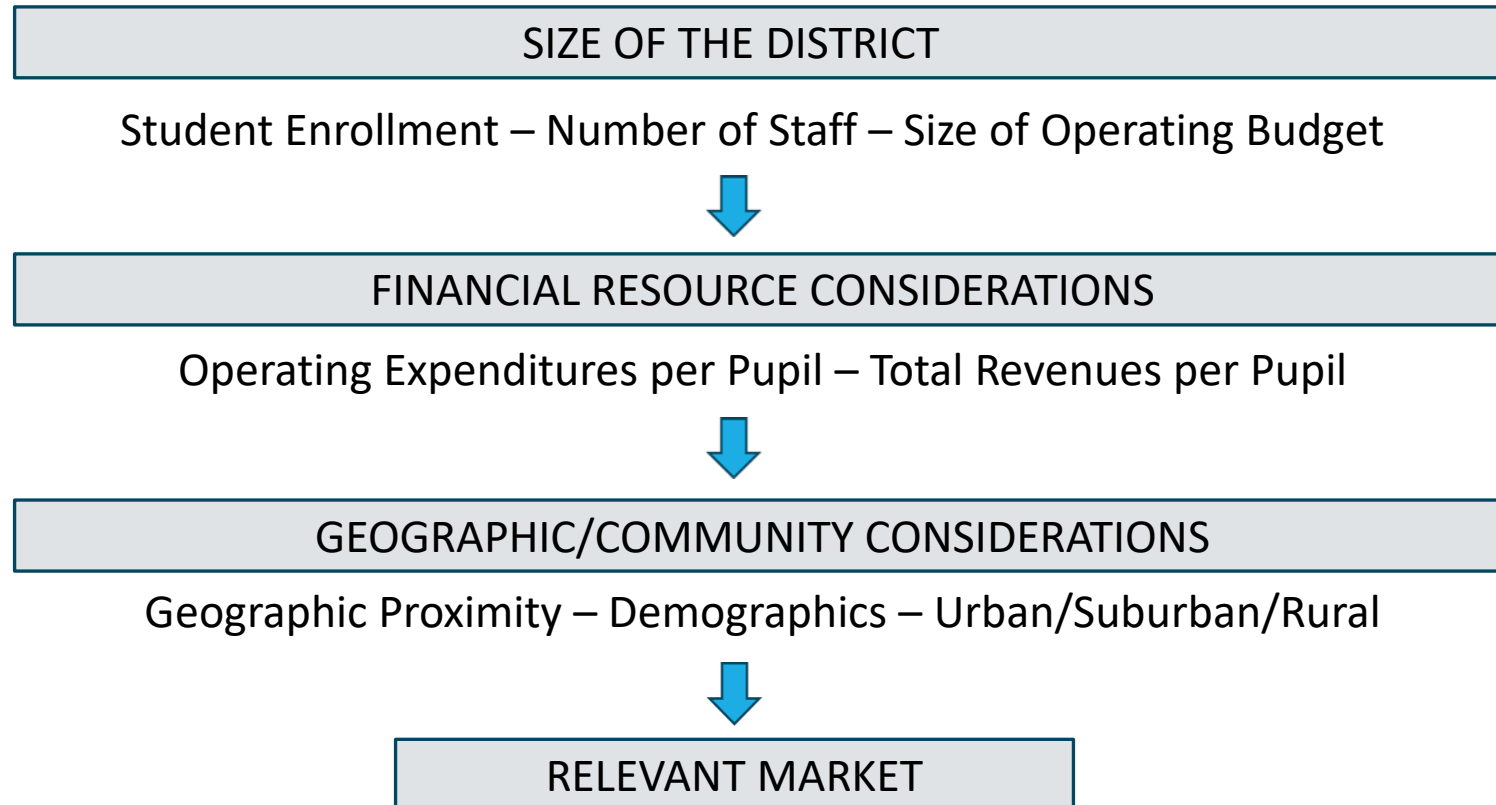 SIZE OF THE DISTRICT
Student Enrollment – Number of Staff – Size of Operating Budget
FINANCIAL RESOURCE CONSIDERATIONS
Operating Expenditures per Pupil – Total Revenues per Pupil
GEOGRAPHIC/COMMUNITY CONSIDERATIONS
Geographic Proximity – Demographics – Urban/Suburban/Rural
RELEVANT MARKET